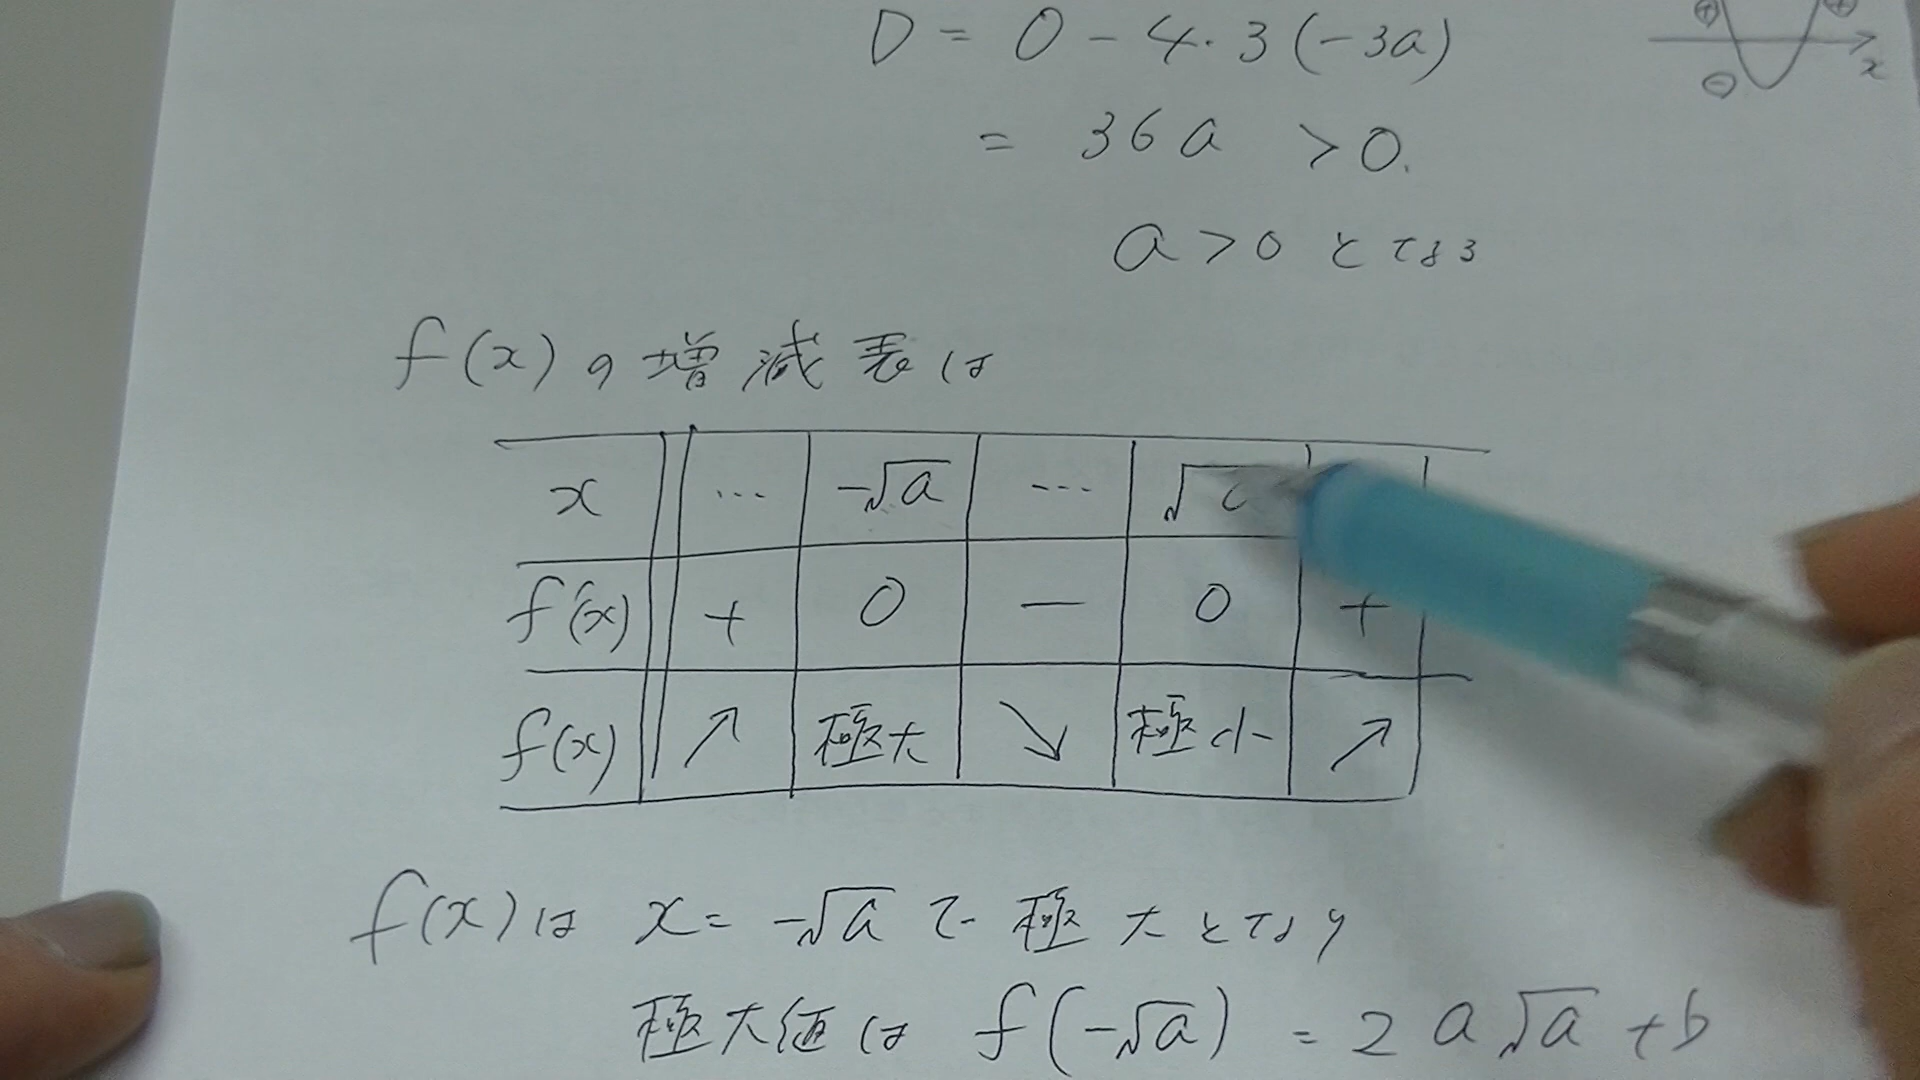 D = 0 - 4・3(-3a)
⊕ ⊕
⊖ x
= 36a > 0.
a > 0 となる
f(x)の増減表は
x … -√a … √a
f'(x) + 0 - 0 +
f(x) ↗ 極大 ↘ 極小 ↗
f(x)は x = -√a で 極大となり
極大値は f(-√a) = 2a√a + b